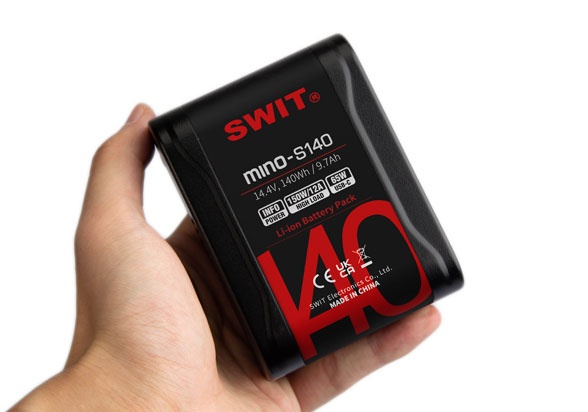 SWIT®
mino-S140
14.4V, 140Wh / 9.7Ah
INFO POWER 150W/12A HIGH LOAD 65W USB-C
Li-ion Battery Pack
140
CE UK CA
SWIT Electronics Co., Ltd.
MADE IN CHINA